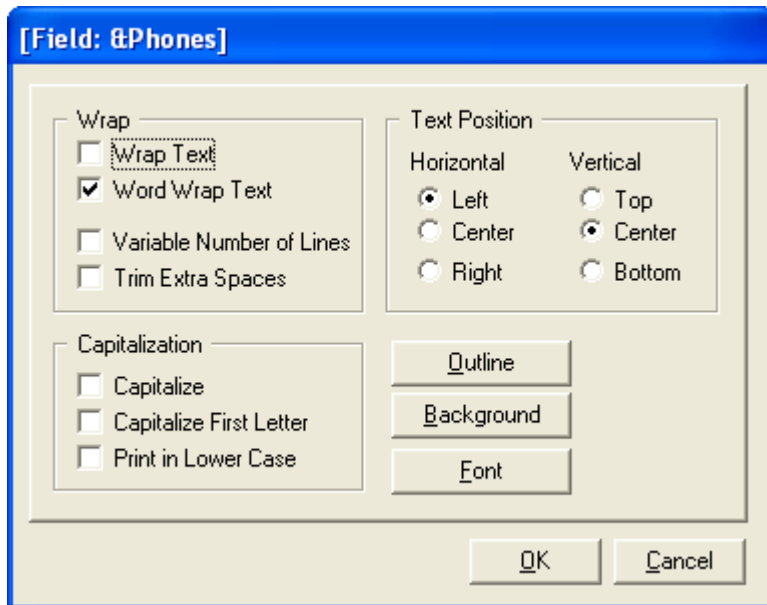 [Field: &Phones]
Wrap
Wrap Text
Word Wrap Text
Variable Number of Lines
Trim Extra Spaces
Text Position
Horizontal
Left
Center
Right
Vertical
Top
Center
Bottom
Capitalization
Capitalize
Capitalize First Letter
Print in Lower Case
Outline
Background
Font
OK
Cancel